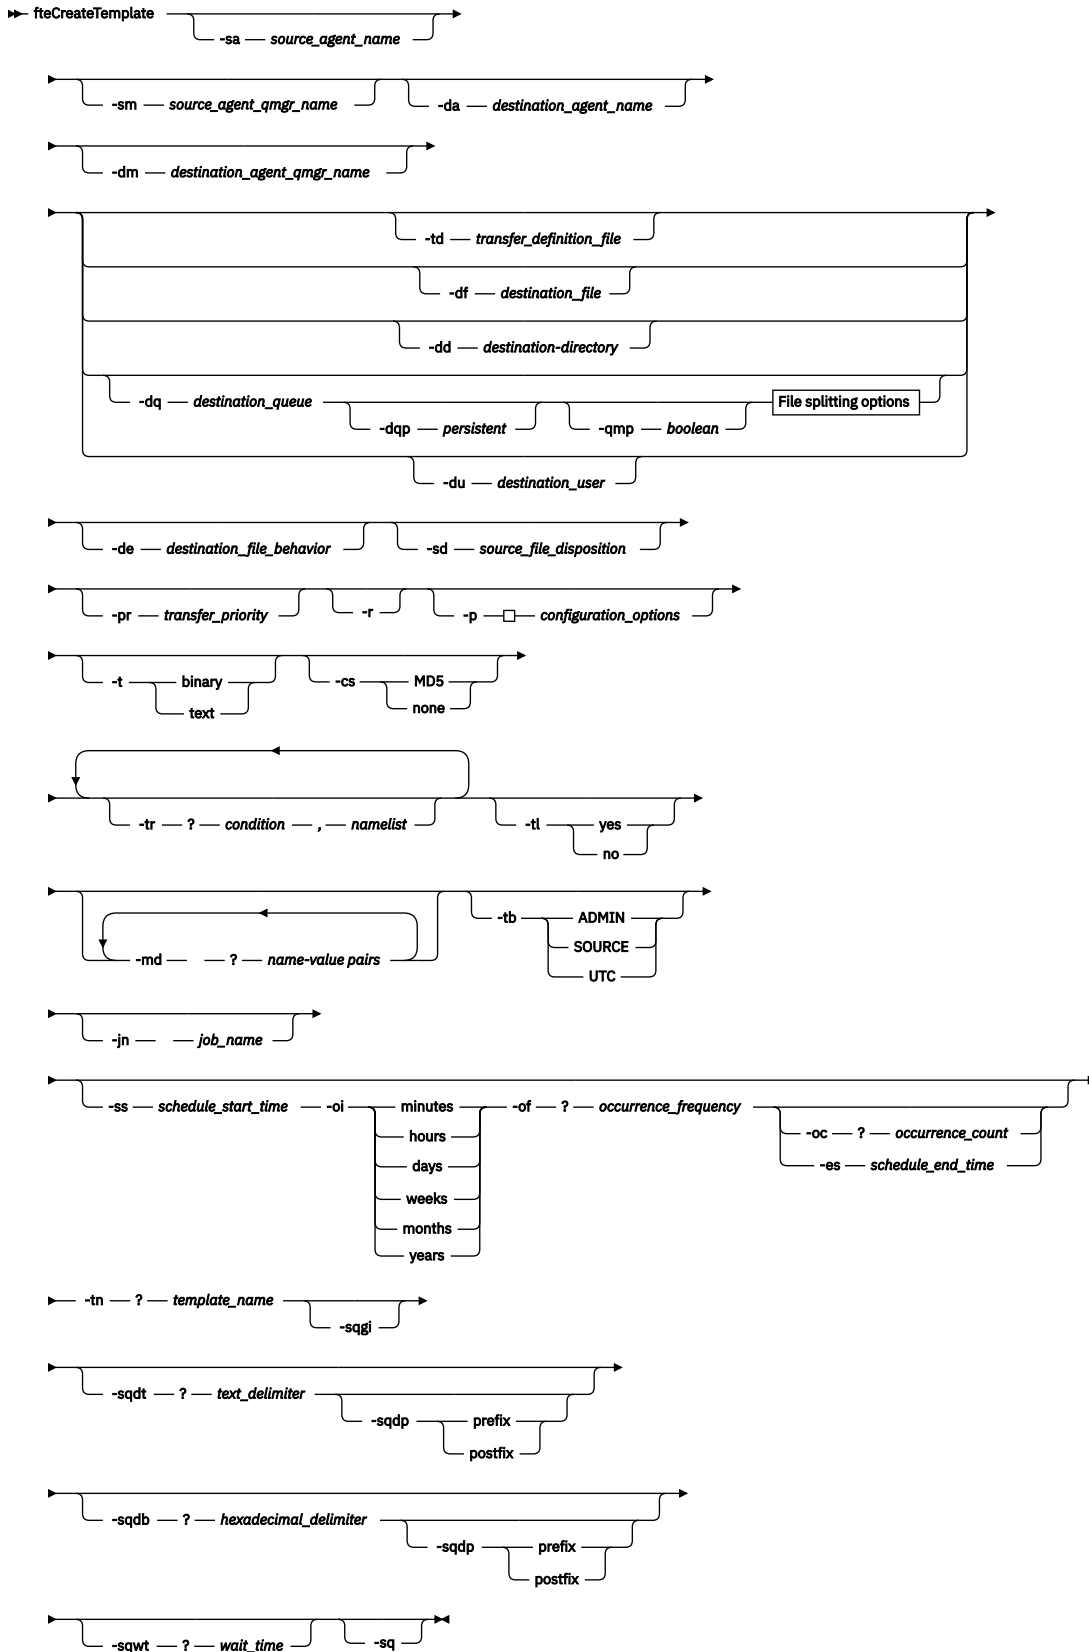 fteCreateTemplate
-sa source_agent_name
-sm source_agent_qmgr_name -da destination_agent_name
-dm destination_agent_qmgr_name
-td transfer_definition_file
-df destination_file
-dd destination-directory
-dq destination_queue File splitting options
-dqp persistent -qmp boolean
-du destination_user
-de destination_file_behavior -sd source_file_disposition
-pr transfer_priority -r -p configuration_options
-t binary -cs MD5
text none
-tr ? condition , namelist -tl yes
no
-tb ADMIN
SOURCE
-md ? name-value pairs
UTC
-jn job_name
-ss schedule_start_time -oi minutes -of ? occurrence_frequency
hours -oc ? occurrence_count
days -es schedule_end_time
weeks
months
years
-tn ? template_name
-sqgi
-sqdt ? text_delimiter
-sqdp prefix
postfix
-sqdb ? hexadecimal_delimiter
-sqdp prefix
postfix
-sqwt ? wait_time -sq